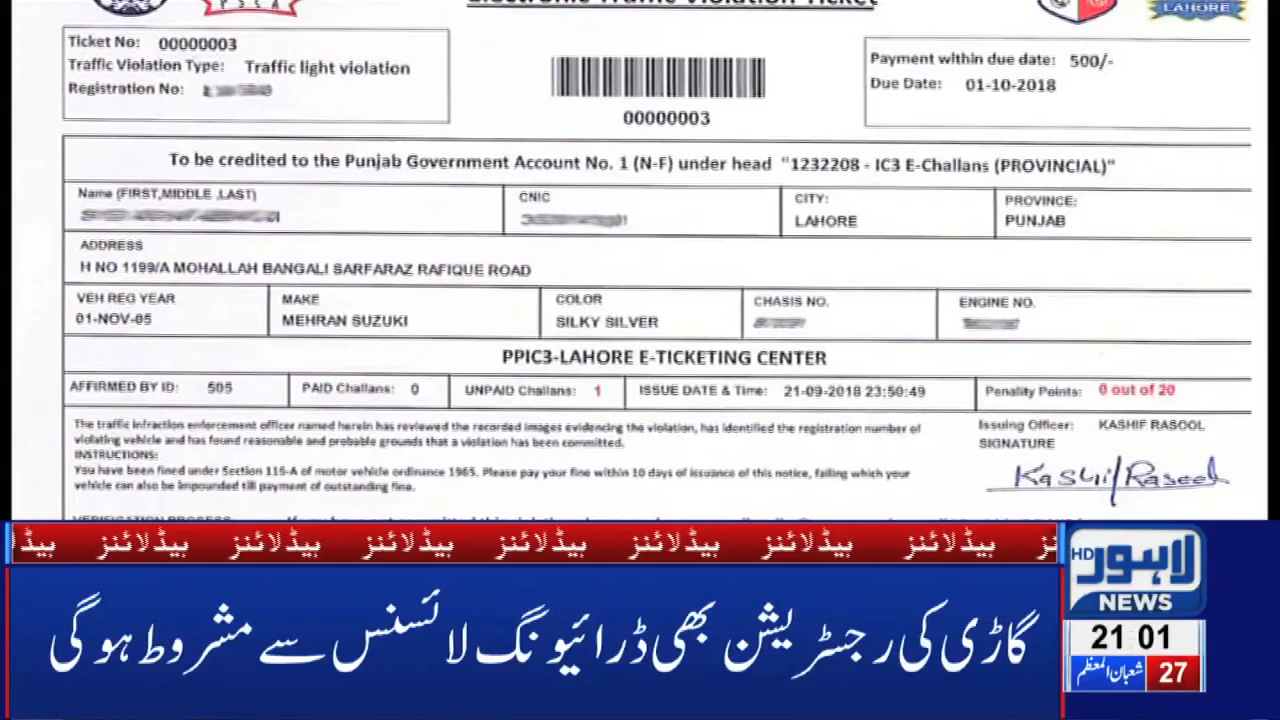 Electronic Traffic Violation Ticket
PSCA
LAHORE
Ticket No: 00000003
Traffic Violation Type: Traffic light violation
Registration No:
00000003
Payment within due date: 500/-
Due Date: 01-10-2018
To be credited to the Punjab Government Account No. 1 (N-F) under head "1232208 - IC3 E-Challans (PROVINCIAL)"
Name (FIRST,MIDDLE ,LAST)
CNIC
CITY:
LAHORE
PROVINCE:
PUNJAB
ADDRESS
H NO 1199/A MOHALLAH BANGALI SARFARAZ RAFIQUE ROAD
VEH REG YEAR
01-NOV-05
MAKE
MEHRAN SUZUKI
COLOR
SILKY SILVER
CHASIS NO.
ENGINE NO.
PPIC3-LAHORE E-TICKETING CENTER
AFFIRMED BY ID: 505
PAID Challans: 0
UNPAID Challans: 1
ISSUE DATE & Time: 21-09-2018 23:50:49
Penality Points: 0 out of 20
The traffic infraction enforcement officer named herein has reviewed the recorded images evidencing the violation, has identified the registration number of
violating vehicle and has found reasonable and probable grounds that a violation has been committed.
INSTRUCTIONS:
You have been fined under Section 116-A of motor vehicle ordinance 1965. Please pay your fine within 10 days of issuance of this notice, failing which your
vehicle can also be impounded till payment of outstanding fine.
Issuing Officer: KASHIF RASOOL
SIGNATURE
Kashif Rasool
ہیڈلائنز ہیڈلائنز ہیڈلائنز ہیڈلائنز ہیڈلائنز ہیڈلائنز ہیڈلائنز
گاڑی کی رجسٹریشن بھی ڈرائیونگ لائسنس سے مشروط ہوگی
لاہور HD
NEWS
21 01
27 شعبان المعظم